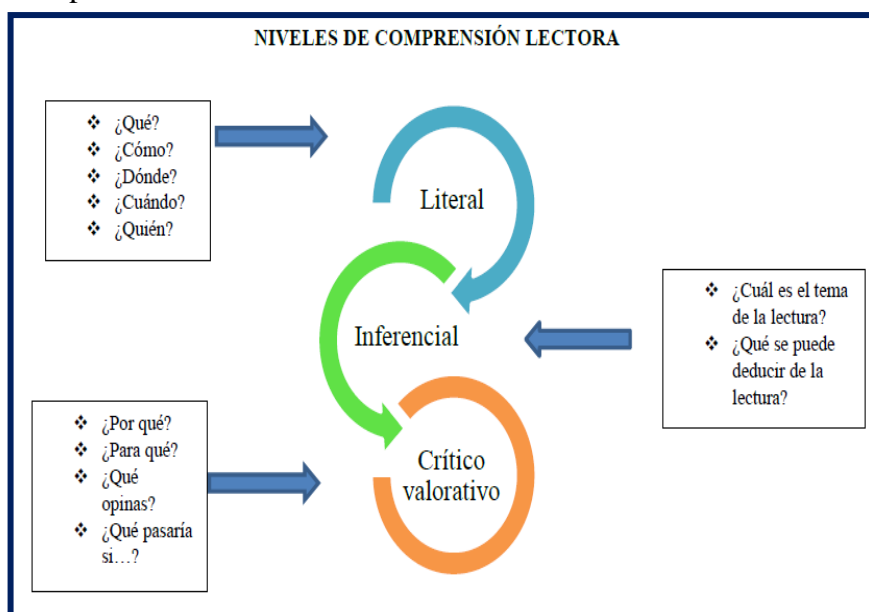 NIVELES DE COMPRENSIÓN LECTORA
❖ ¿Qué?
❖ ¿Cómo?
❖ ¿Dónde?
❖ ¿Cuándo?
❖ ¿Quién?
Literal
❖ ¿Cuál es el tema
de la lectura?
❖ ¿Qué se puede
deducir de la
lectura?
Inferencial
❖ ¿Por qué?
❖ ¿Para qué?
❖ ¿Qué
opinas?
❖ ¿Qué pasaría
si…?
Crítico
valorativo